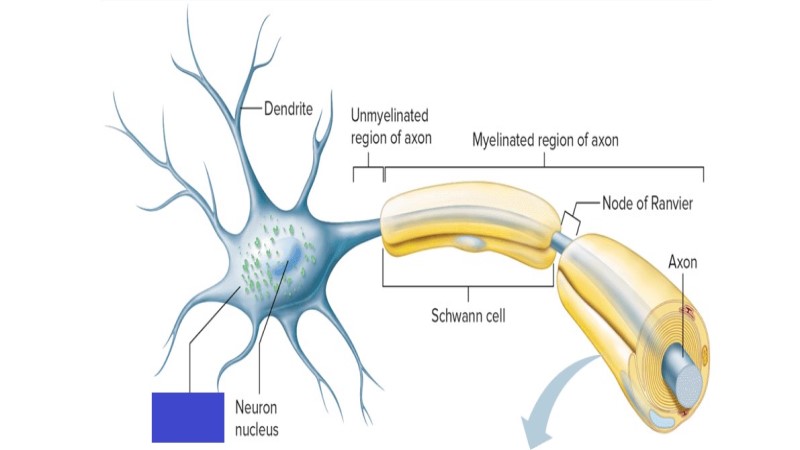 Dendrite
Unmyelinated
region of axon
Myelinated region of axon
Node of Ranvier
Axon
Schwann cell
Neuron
nucleus